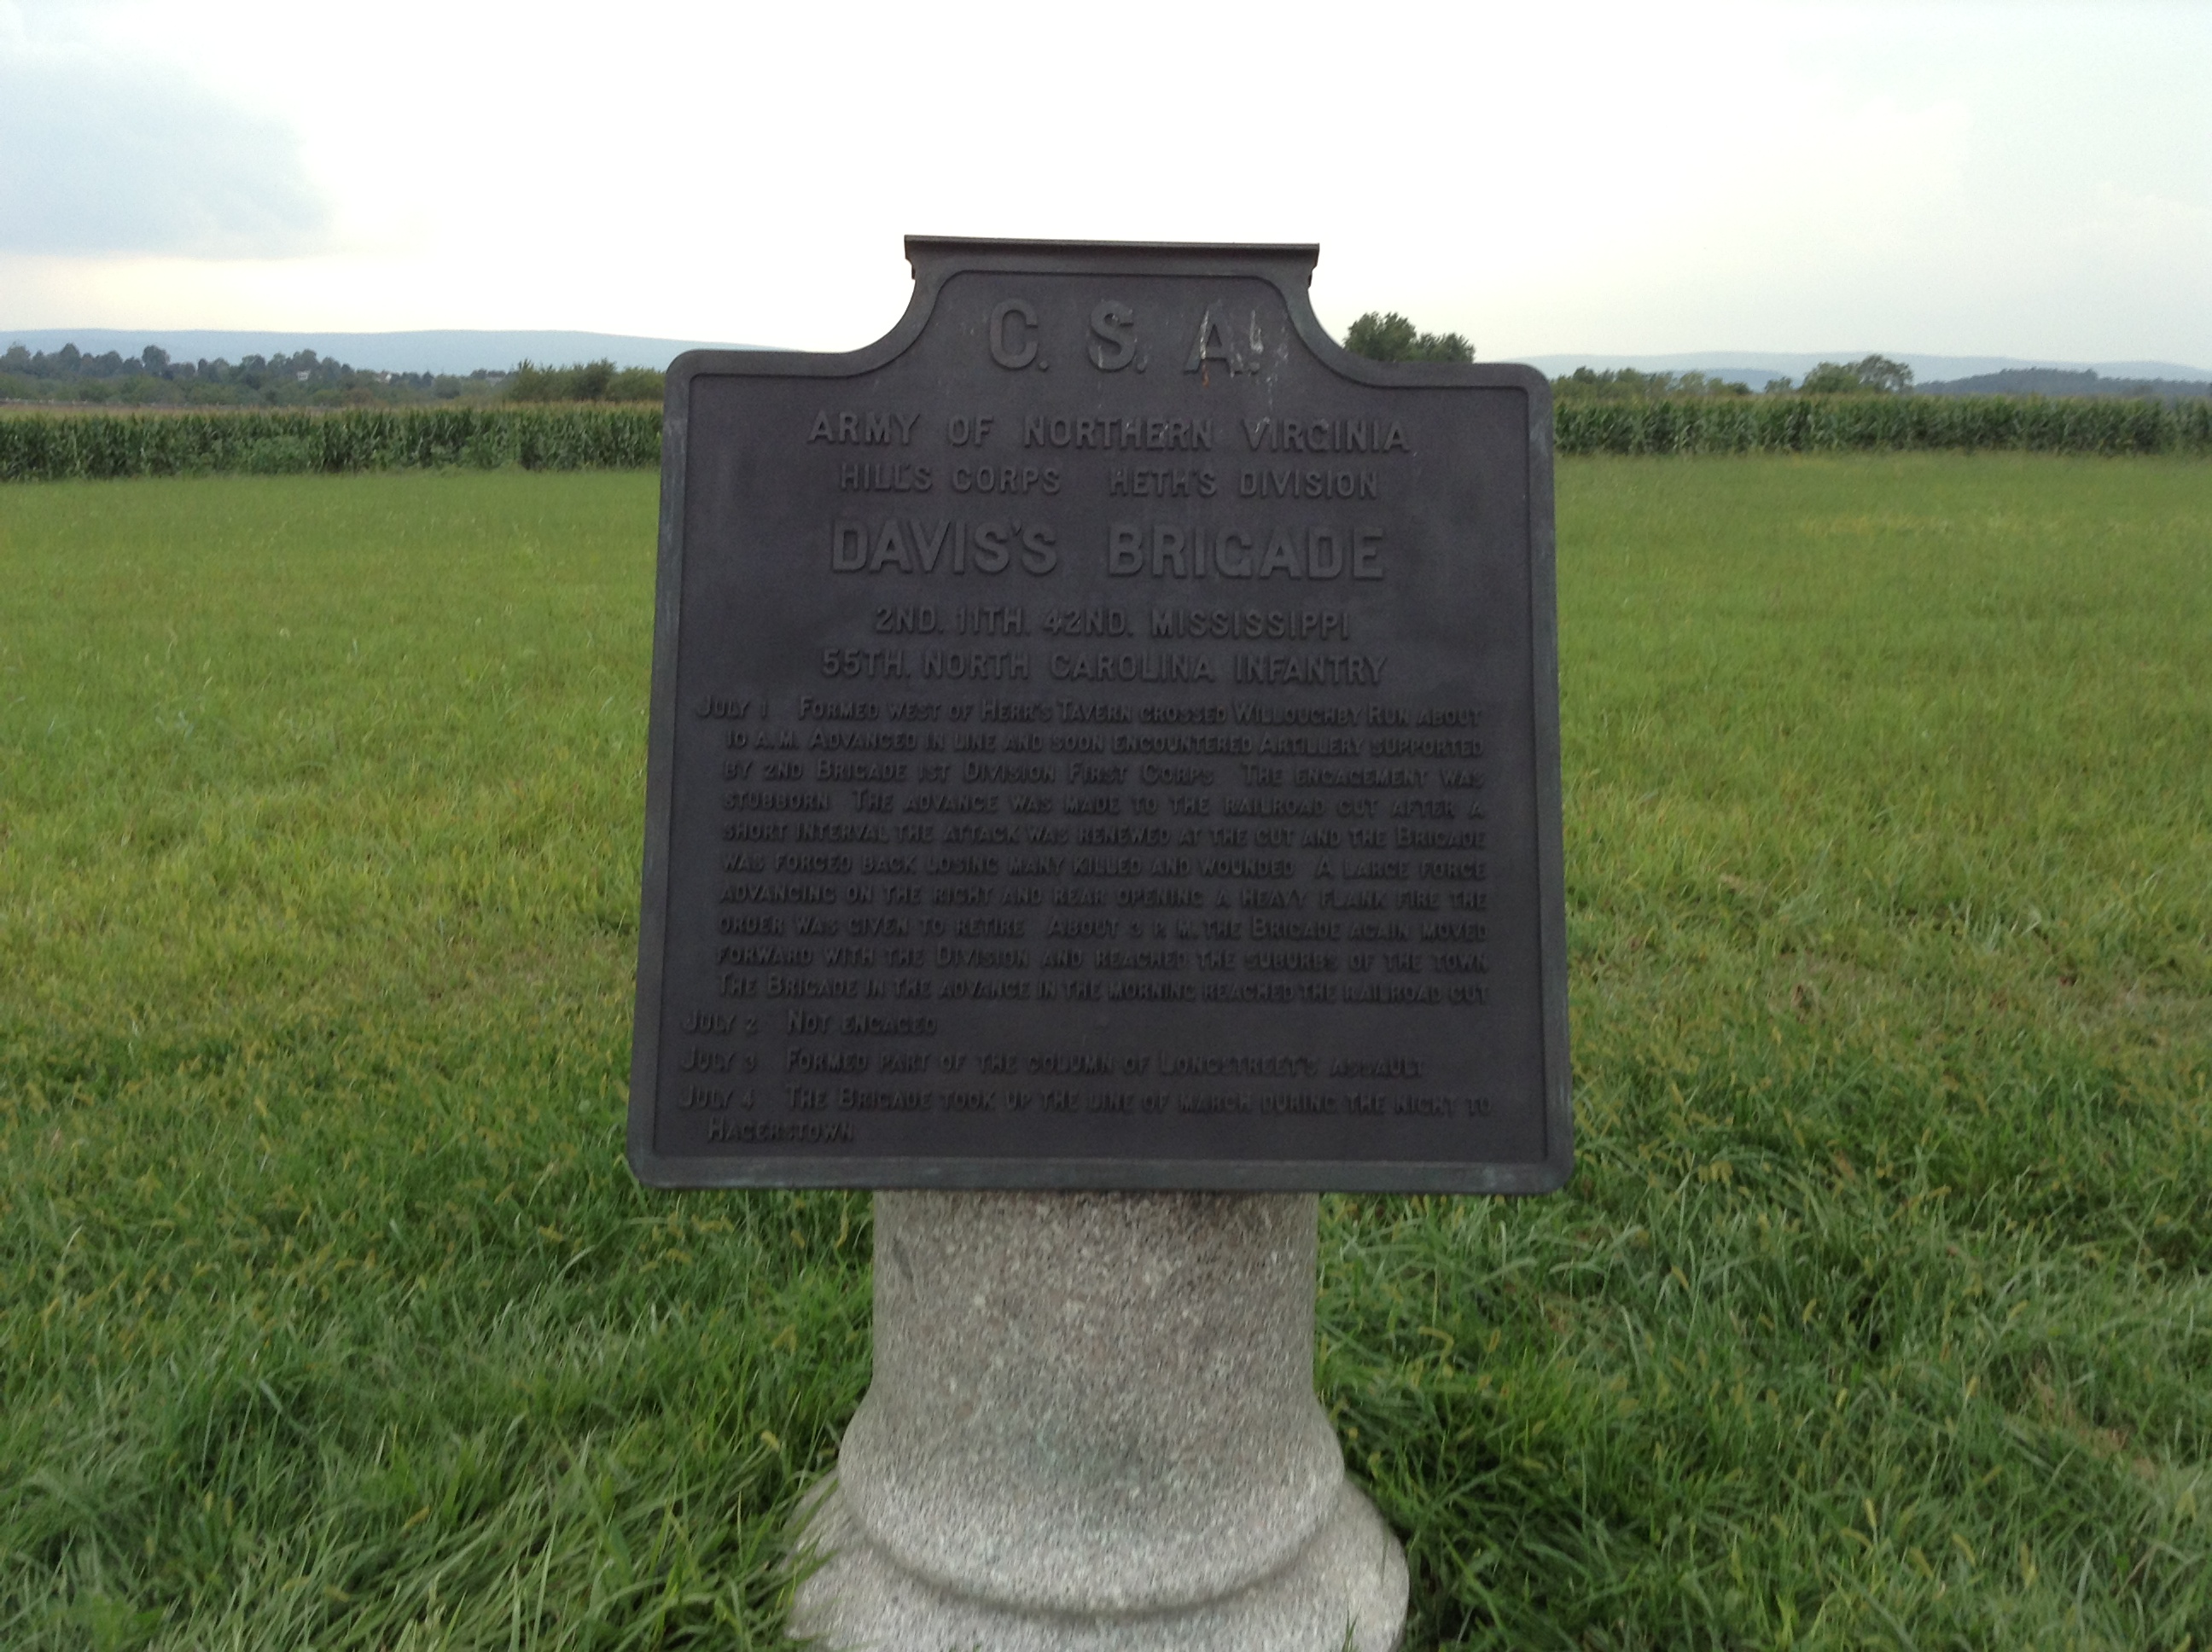 C. S. A.
ARMY OF NORTHERN VIRGINIA
HILL'S CORPS HETH'S DIVISION
DAVIS'S BRIGADE
2ND. 11TH. 42ND. MISSISSIPPI
55TH. NORTH CAROLINA INFANTRY
JULY 1 FORMED WEST OF HERR'S TAVERN CROSSED WILLOUGHBY RUN ABOUT
10 A.M. ADVANCED IN LINE AND SOON ENCOUNTERED ARTILLERY SUPPORTED
BY 2ND BRIGADE 1ST DIVISION FIRST CORPS THE ENGAGEMENT WAS
STUBBORN THE ADVANCE WAS MADE TO THE RAILROAD CUT AFTER A
SHORT INTERVAL THE ATTACK WAS RENEWED AT THE CUT AND THE BRIGADE
WAS FORCED BACK LOSING MANY KILLED AND WOUNDED A LARGE FORCE
ADVANCING ON THE RIGHT AND REAR OPENING A HEAVY FLANK FIRE THE
ORDER WAS GIVEN TO RETIRE ABOUT 3 P.M. THE BRIGADE AGAIN MOVED
FORWARD WITH THE DIVISION AND REACHED THE SUBURBS OF THE TOWN
THE BRIGADE IN THE ADVANCE IN THE MORNING REACHED THE RAILROAD CUT
JULY 2 NOT ENGAGED
JULY 3 FORMED PART OF THE COLUMN OF LONGSTREET'S ASSAULT
JULY 4 THE BRIGADE TOOK UP THE LINE OF MARCH DURING THE NIGHT TO
HAGERSTOWN